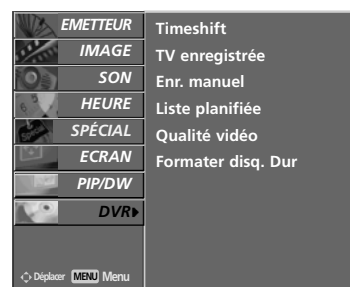 EMETTEUR
IMAGE
SON
HEURE
SPÉCIAL
ECRAN
PIP/DW
DVR
Déplacer MENU Menu
Timeshift
TV enregistrée
Enr. manuel
Liste planifiée
Qualité vidéo
Formater disq. Dur